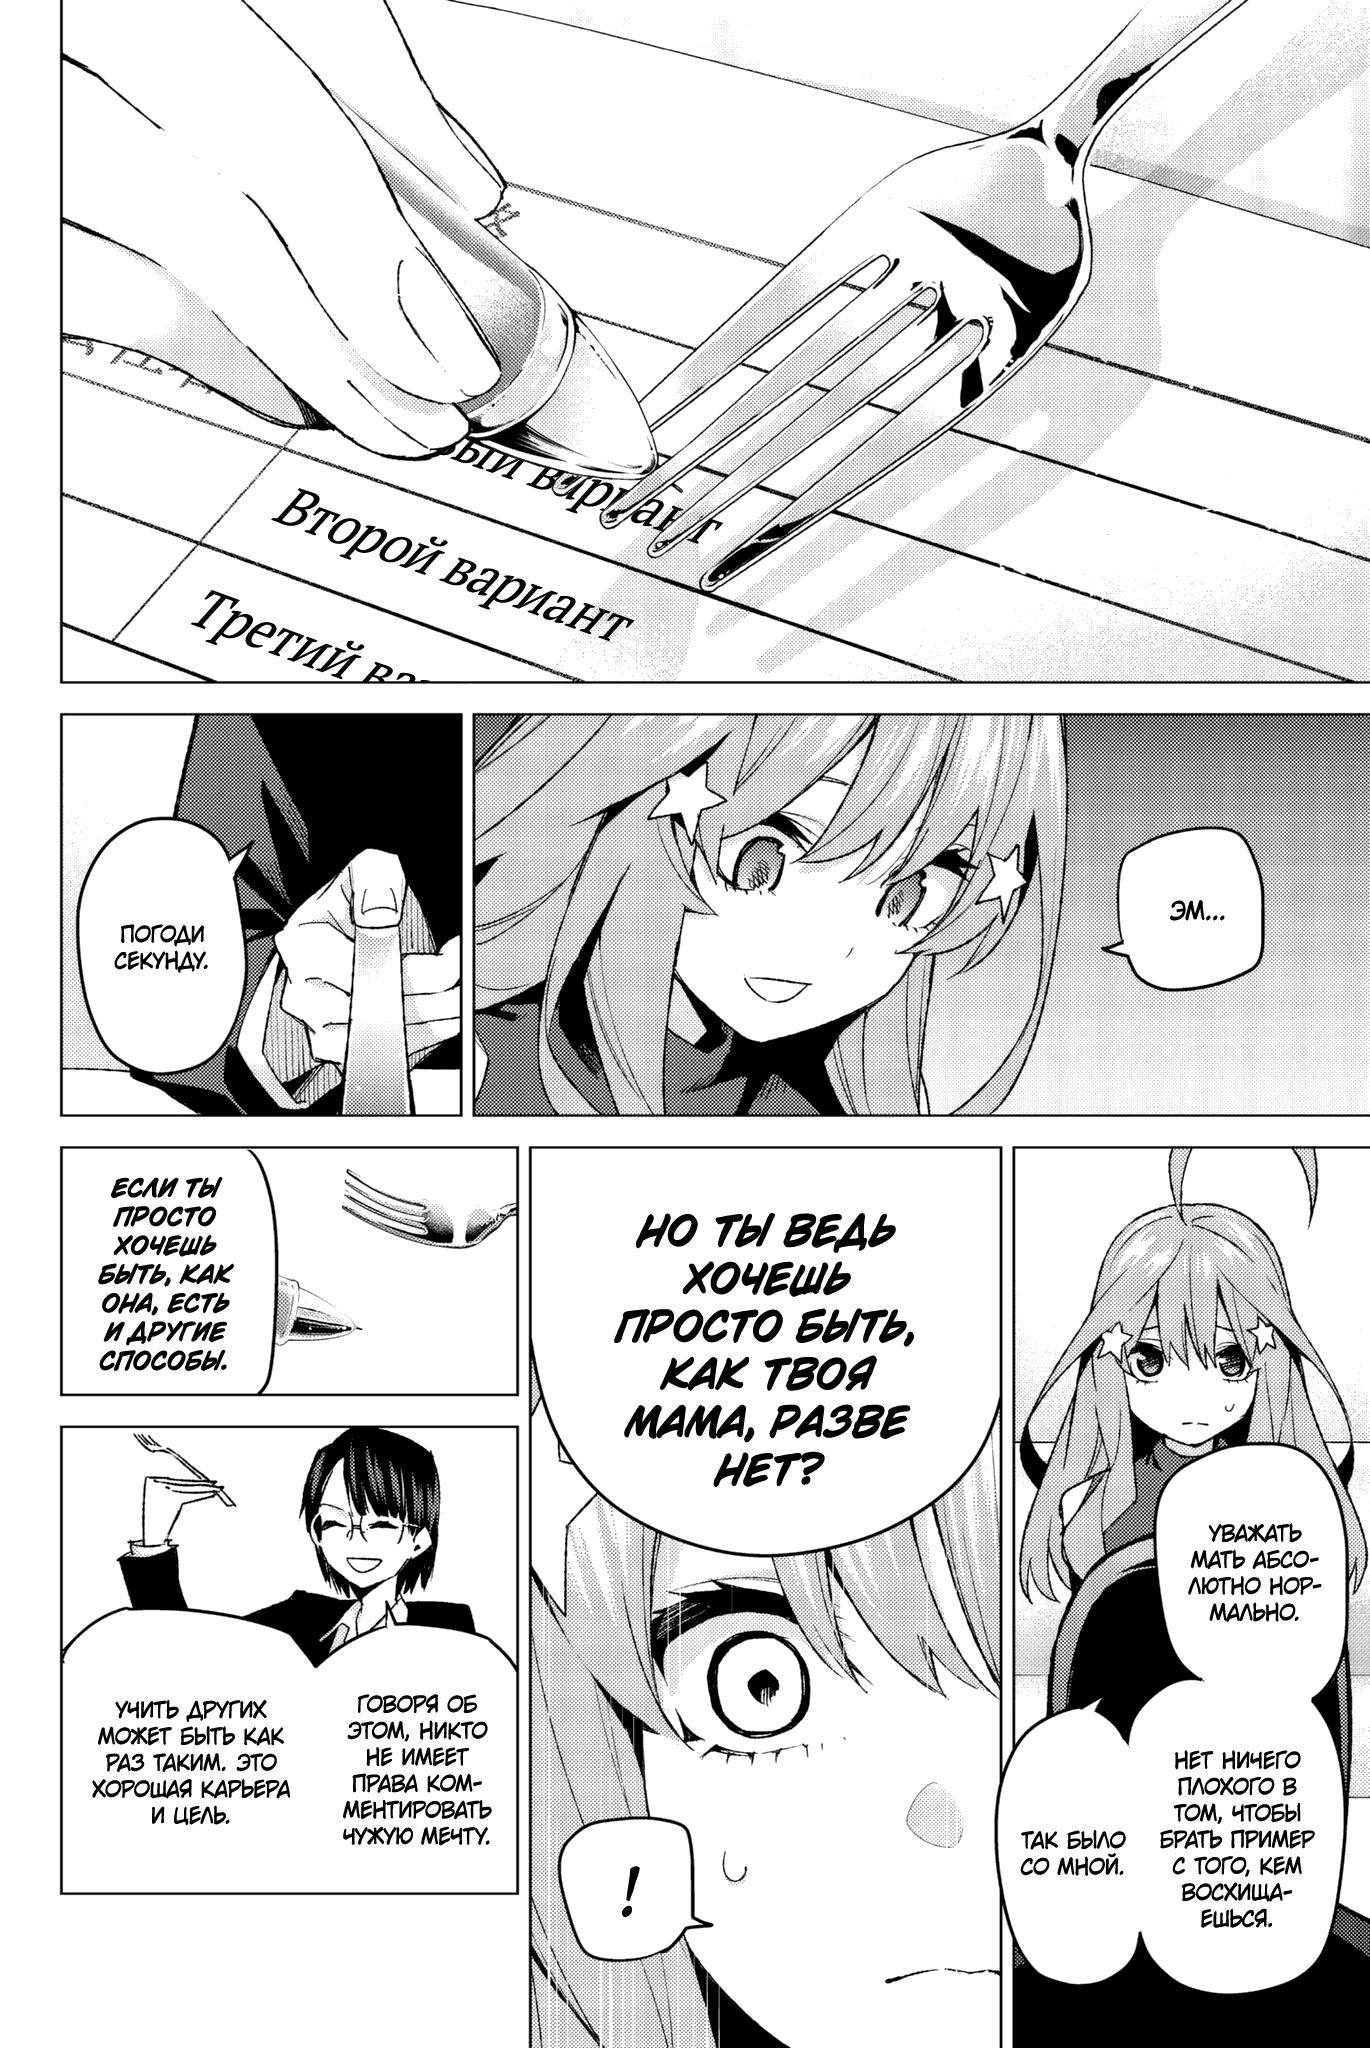 вый вариант
Второй вариант
Третий ва
ЭМ...
ПОГОДИ
СЕКУНДУ.
УВАЖАТЬ
МАТЬ АБСО-
ЛЮТНО НОР-
МАЛЬНО.
НЕТ НИЧЕГО
ПЛОХОГО В
ТОМ, ЧТОБЫ
БРАТЬ ПРИМЕР
С ТОГО, КЕМ
ВОСХИЩА-
ЕШЬСЯ.
ТАК БЫЛО
СО МНОЙ.
НО ТЫ ВЕДЬ
ХОЧЕШЬ
ПРОСТО БЫТЬ,
КАК ТВОЯ
МАМА, РАЗВЕ
НЕТ?
!
ЕСЛИ ТЫ
ПРОСТО
ХОЧЕШЬ
БЫТЬ, КАК
ОНА, ЕСТЬ
И ДРУГИЕ
СПОСОБЫ.
ГОВОРЯ ОБ
ЭТОМ, НИКТО
НЕ ИМЕЕТ
ПРАВА КОМ-
МЕНТИРОВАТЬ
ЧУЖУЮ МЕЧТУ.
УЧИТЬ ДРУГИХ
МОЖЕТ БЫТЬ КАК
РАЗ ТАКИМ. ЭТО
ХОРОШАЯ КАРЬЕРА
И ЦЕЛЬ.